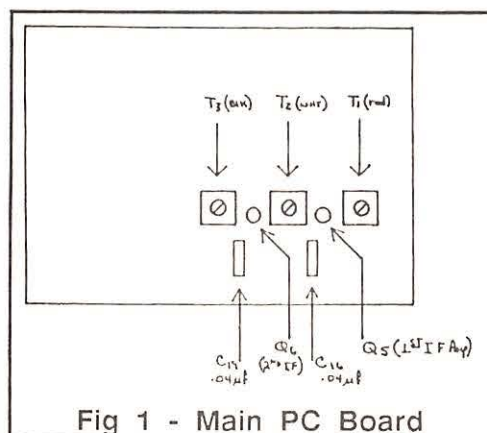 T3 (BLK) T2 (WHT) T1 (red)
C17 .04µf
Q6 (2ND IF)
C16 .04µf
Q5 (1ST IF Amp)
Fig 1 - Main PC Board